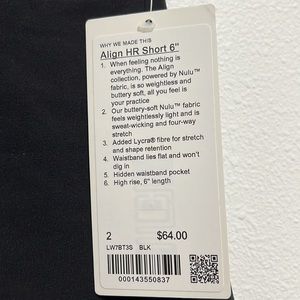 WHY WE MADE THIS
Align HR Short 6"
1. When feeling nothing is
everything. The Align
collection, powered by Nulu™
fabric, is so weightless and
buttery soft, all you feel is
your practice
2. Our buttery-soft Nulu™ fabric
feels weightlessly light and is
sweat-wicking and four-way
stretch
3. Added Lycra® fibre for stretch
and shape retention
4. Waistband lies flat and won't
dig in
5. Hidden waistband pocket
6. High rise, 6" length
2 $64.00
LW7BT3S BLK
000143550837